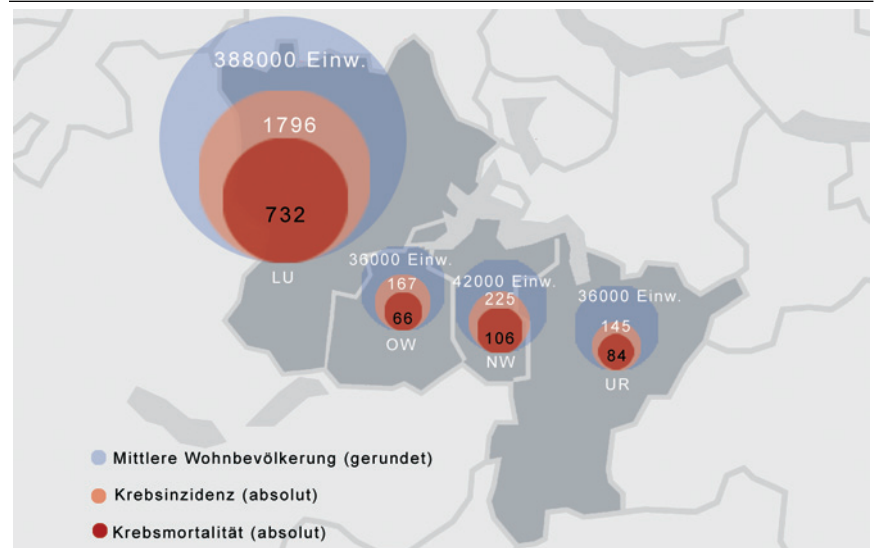 388000 Einw.
1796
732
LU
36000 Einw.
167
66
OW
42000 Einw.
225
106
NW
36000 Einw.
145
84
UR
Mittlere Wohnbevölkerung (gerundet)
Krebsinzidenz (absolut)
Krebsmortalität (absolut)